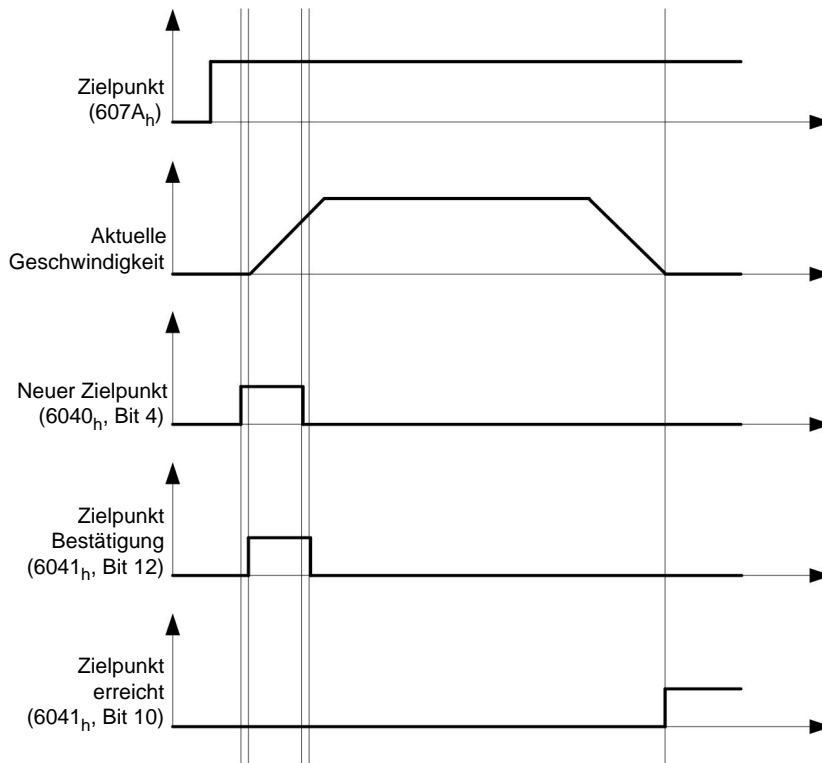 Zielpunkt
(607Aₕ)
Aktuelle
Geschwindigkeit
Neuer Zielpunkt
(6040ₕ, Bit 4)
Zielpunkt
Bestätigung
(6041ₕ, Bit 12)
Zielpunkt
erreicht
(6041ₕ, Bit 10)